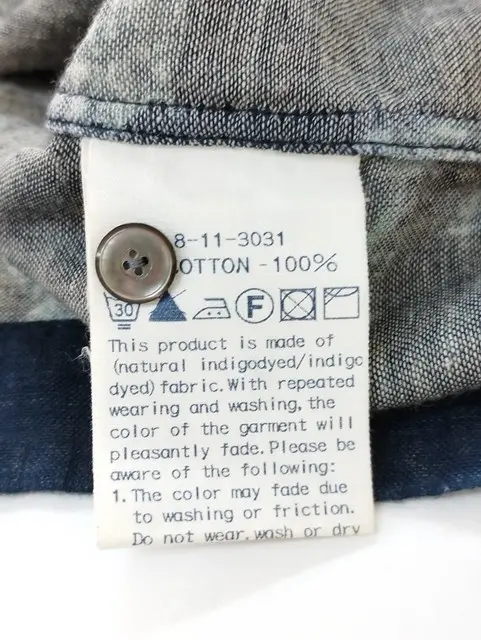 8-11-3031
OTTON - 100%
30 F
This product is made of
(natural indigodyed/indigo
dyed) fabric. With repeated
wearing and washing, the
color of the garment will
pleasantly fade. Please be
aware of the following:
1. The color may fade due
to washing or friction.
Do not wear, wash or dry